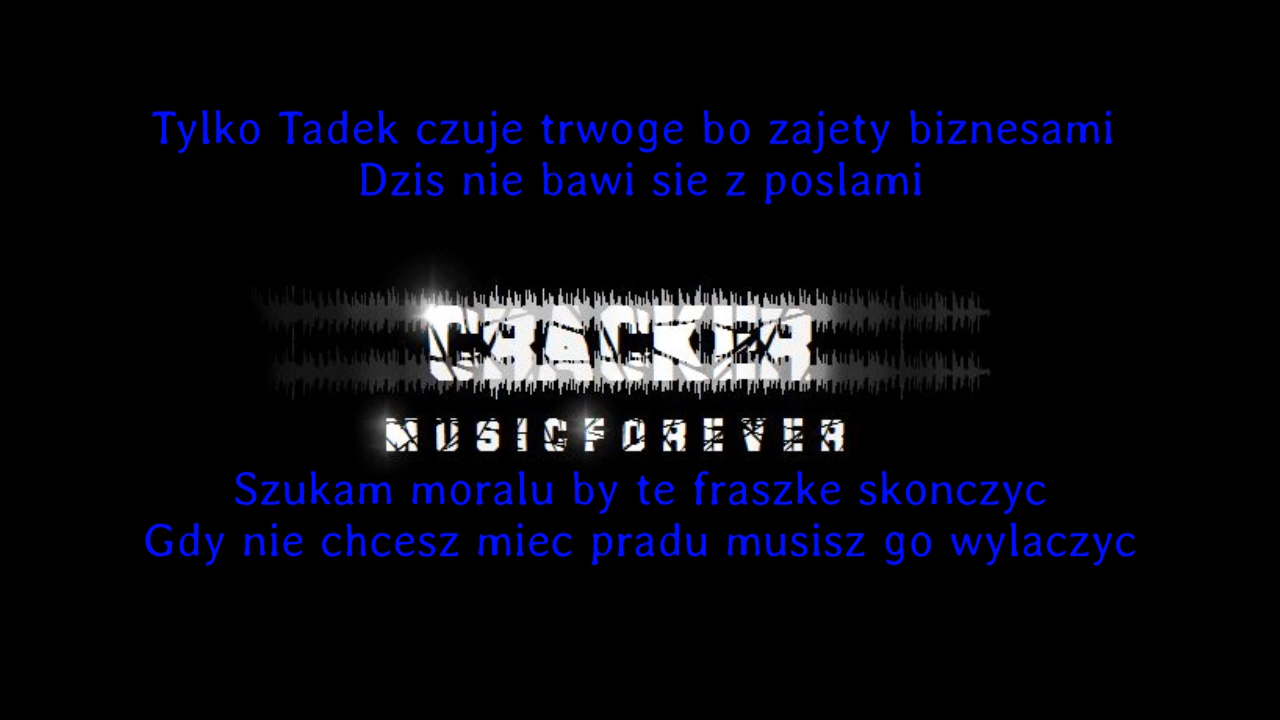 Tylko Tadek czuje trwoge bo zajety biznesami
Dzis nie bawi sie z poslami
CRACKER
MUSICFOREVER
Szukam moralu by te fraszke skonczyc
Gdy nie chcesz miec pradu musisz go wylaczyc